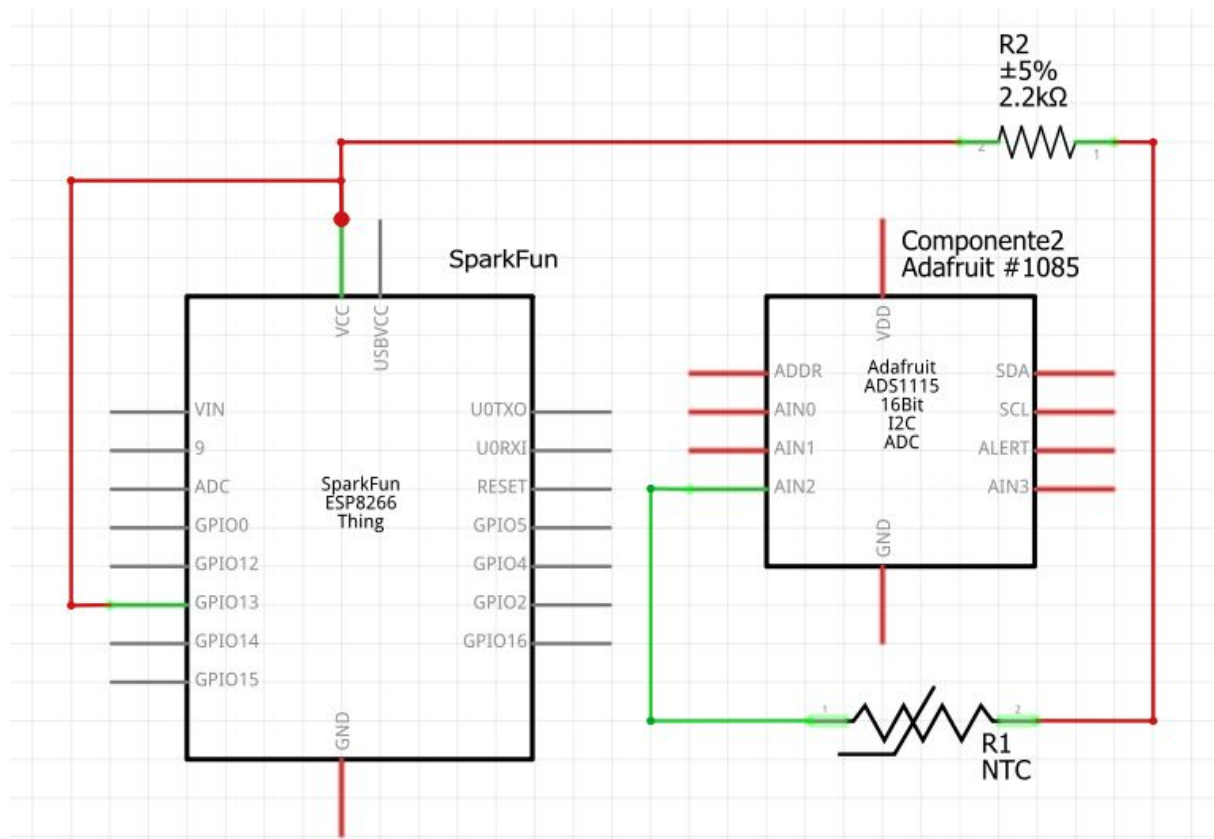 R2
±5%
2.2kΩ
2
1
SparkFun
Componente2
Adafruit #1085
VCC
USBVCC
VIN
9
ADC
GPIO0
GPIO12
GPIO13
GPIO14
GPIO15
SparkFun
ESP8266
Thing
U0TXO
U0RXI
RESET
GPIO5
GPIO4
GPIO2
GPIO16
GND
VDD
ADDR
AIN0
AIN1
AIN2
Adafruit
ADS1115
16Bit
I2C
ADC
SDA
SCL
ALERT
AIN3
GND
1
2
R1
NTC